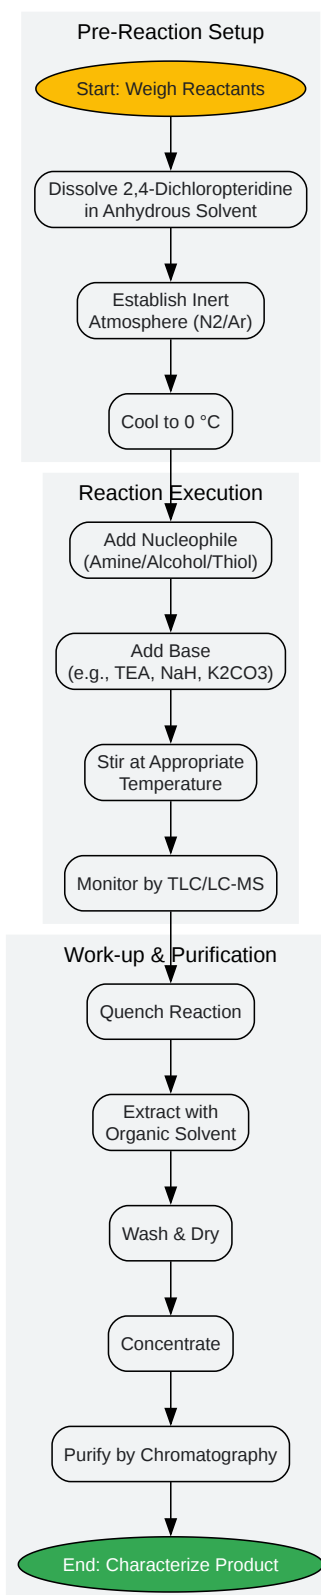 Pre-Reaction Setup
Start: Weigh Reactants
Dissolve 2,4-Dichloropteridine
in Anhydrous Solvent
Establish Inert
Atmosphere (N2/Ar)
Cool to 0 °C
Reaction Execution
Add Nucleophile
(Amine/Alcohol/Thiol)
Add Base
(e.g., TEA, NaH, K2CO3)
Stir at Appropriate
Temperature
Monitor by TLC/LC-MS
Work-up & Purification
Quench Reaction
Extract with
Organic Solvent
Wash & Dry
Concentrate
Purify by Chromatography
End: Characterize Product